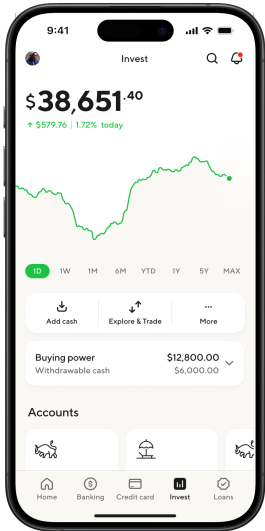 9:41
Invest
$38,651.40
↑ $579.76 | 1.72% today
1D 1W 1M 6M YTD 1Y 5Y MAX
Add cash Explore & Trade More
Buying power $12,800.00
Withdrawable cash $6,000.00
Accounts
Home Banking Credit card Invest Loans